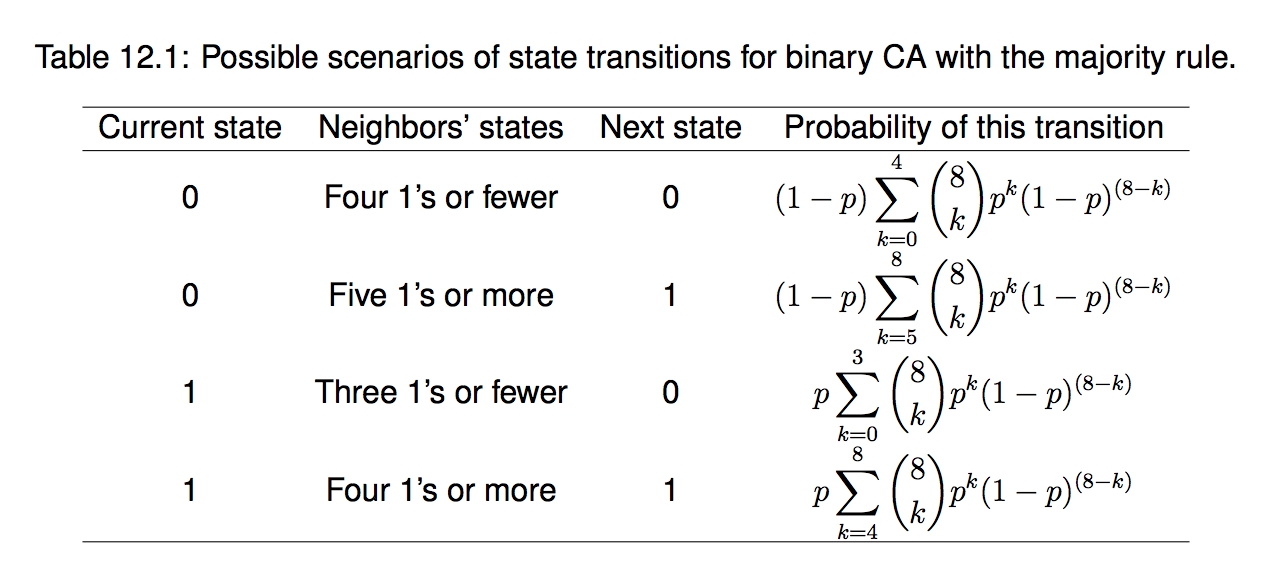 Table 12.1: Possible scenarios of state transitions for binary CA with the majority rule.
Current state Neighbors’ states Next state Probability of this transition
0 Four 1’s or fewer 0 $(1-p)\sum_{k=0}^{4}\binom{8}{k}p^k(1-p)^{(8-k)}$
0 Five 1’s or more 1 $(1-p)\sum_{k=5}^{8}\binom{8}{k}p^k(1-p)^{(8-k)}$
1 Three 1’s or fewer 0 $p\sum_{k=0}^{3}\binom{8}{k}p^k(1-p)^{(8-k)}$
1 Four 1’s or more 1 $p\sum_{k=4}^{8}\binom{8}{k}p^k(1-p)^{(8-k)}$